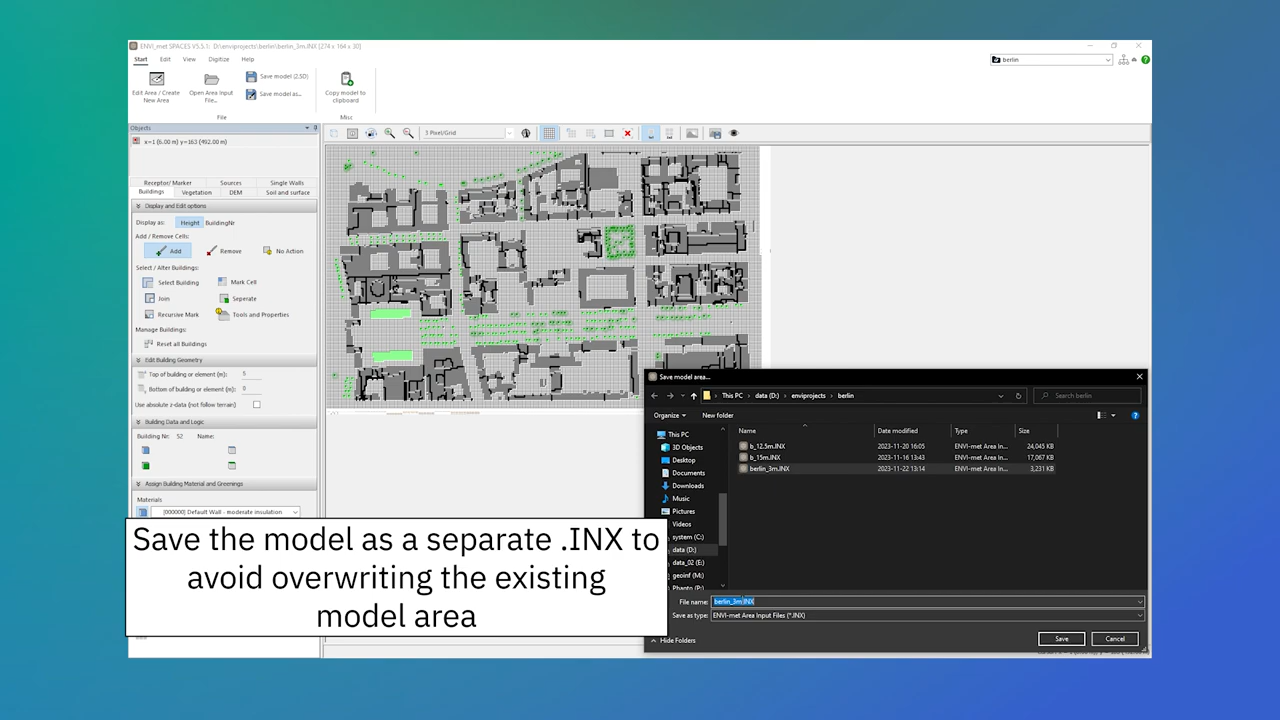 ENVI_met SPACES V5.5.1: D:\enviprojects\berlin\berlin_3m.INX [274 x 164 x 30]
Start Edit View Digitize Help
berlin
Edit Area / Create New Area
Open Area Input File...
Save model (2,5D)
Save model as...
Copy model to clipboard
File
Misc
Objects
3 Pixel/Grid
x=1 (6.00 m) y=163 (492.00 m)
Receptor/ Marker Sources Single Walls
Buildings Vegetation DEM Soil and surface
Display and Edit options
Display as: Height BuildingNr
Add / Remove Cells:
Add Remove No Action
Select / Alter Buildings:
Select Building Mark Cell
Join Seperate
Recursive Mark Tools and Properties
Manage Buildings:
Reset all Buildings
Edit Building Geometry
Top of building or element (m): 5
Bottom of building or element (m): 0
Use absolute z-data (not follow terrain)
Building Data and Logic
Building Nr: 52 Name:
Assign Building Material and Greenings
Materials
[000000] Default Wall - moderate insulation
Save the model as a separate .INX to
avoid overwriting the existing
model area
Save model area...
This PC data (D:) enviprojects berlin
Search berlin
Organize New folder
This PC
3D Objects
Desktop
Documents
Downloads
Music
Pictures
Videos
system (C:)
data (D:)
data_02 (E:)
geoinf (M:)
Phanto (P:)
Name Date modified Type Size
b_12.5m.INX 2023-11-20 16:05 ENVI-met Area In... 24,045 KB
b_15m.INX 2023-11-16 13:43 ENVI-met Area In... 17,067 KB
berlin_3m.INX 2023-11-22 13:14 ENVI-met Area In... 3,231 KB
File name: berlin_3m.INX
Save as type: ENVI-met Area Input Files (*.INX)
Hide Folders
Save Cancel